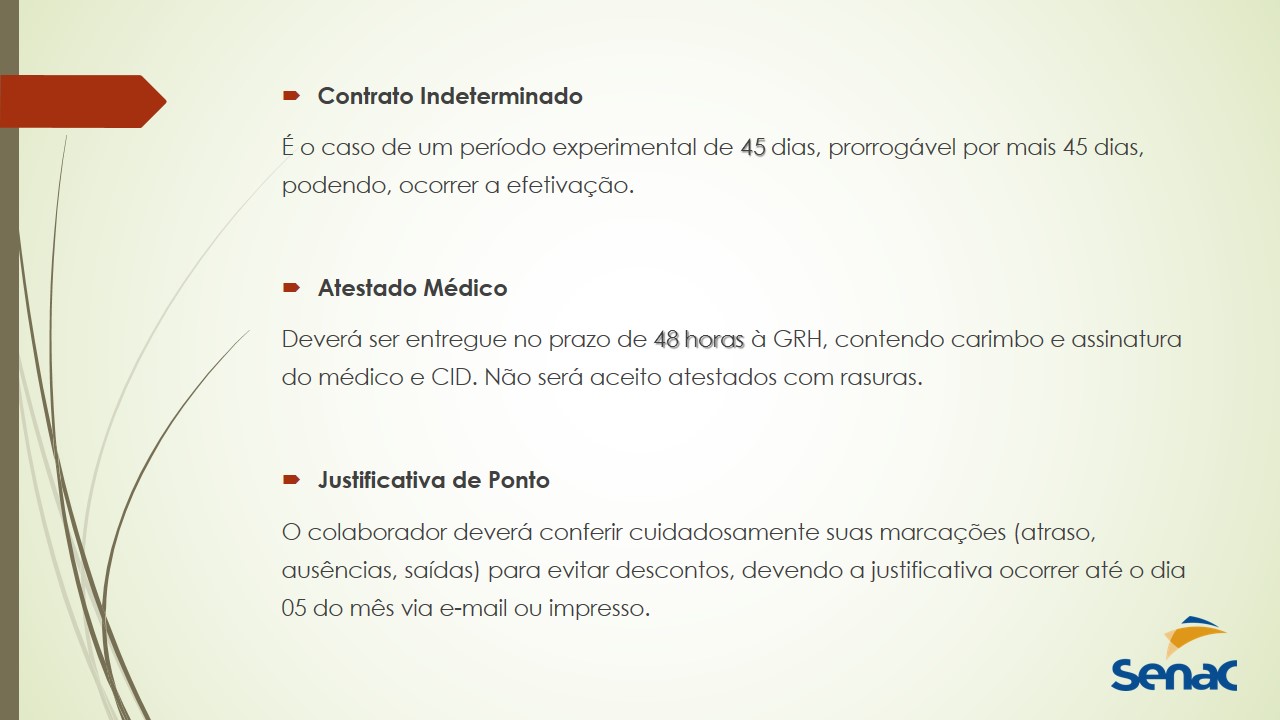 Contrato Indeterminado
É o caso de um período experimental de 45 dias, prorrogável por mais 45 dias,
podendo, ocorrer a efetivação.
Atestado Médico
Deverá ser entregue no prazo de 48 horas à GRH, contendo carimbo e assinatura
do médico e CID. Não será aceito atestados com rasuras.
Justificativa de Ponto
O colaborador deverá conferir cuidadosamente suas marcações (atraso,
ausências, saídas) para evitar descontos, devendo a justificativa ocorrer até o dia
05 do mês via e-mail ou impresso.
Senac